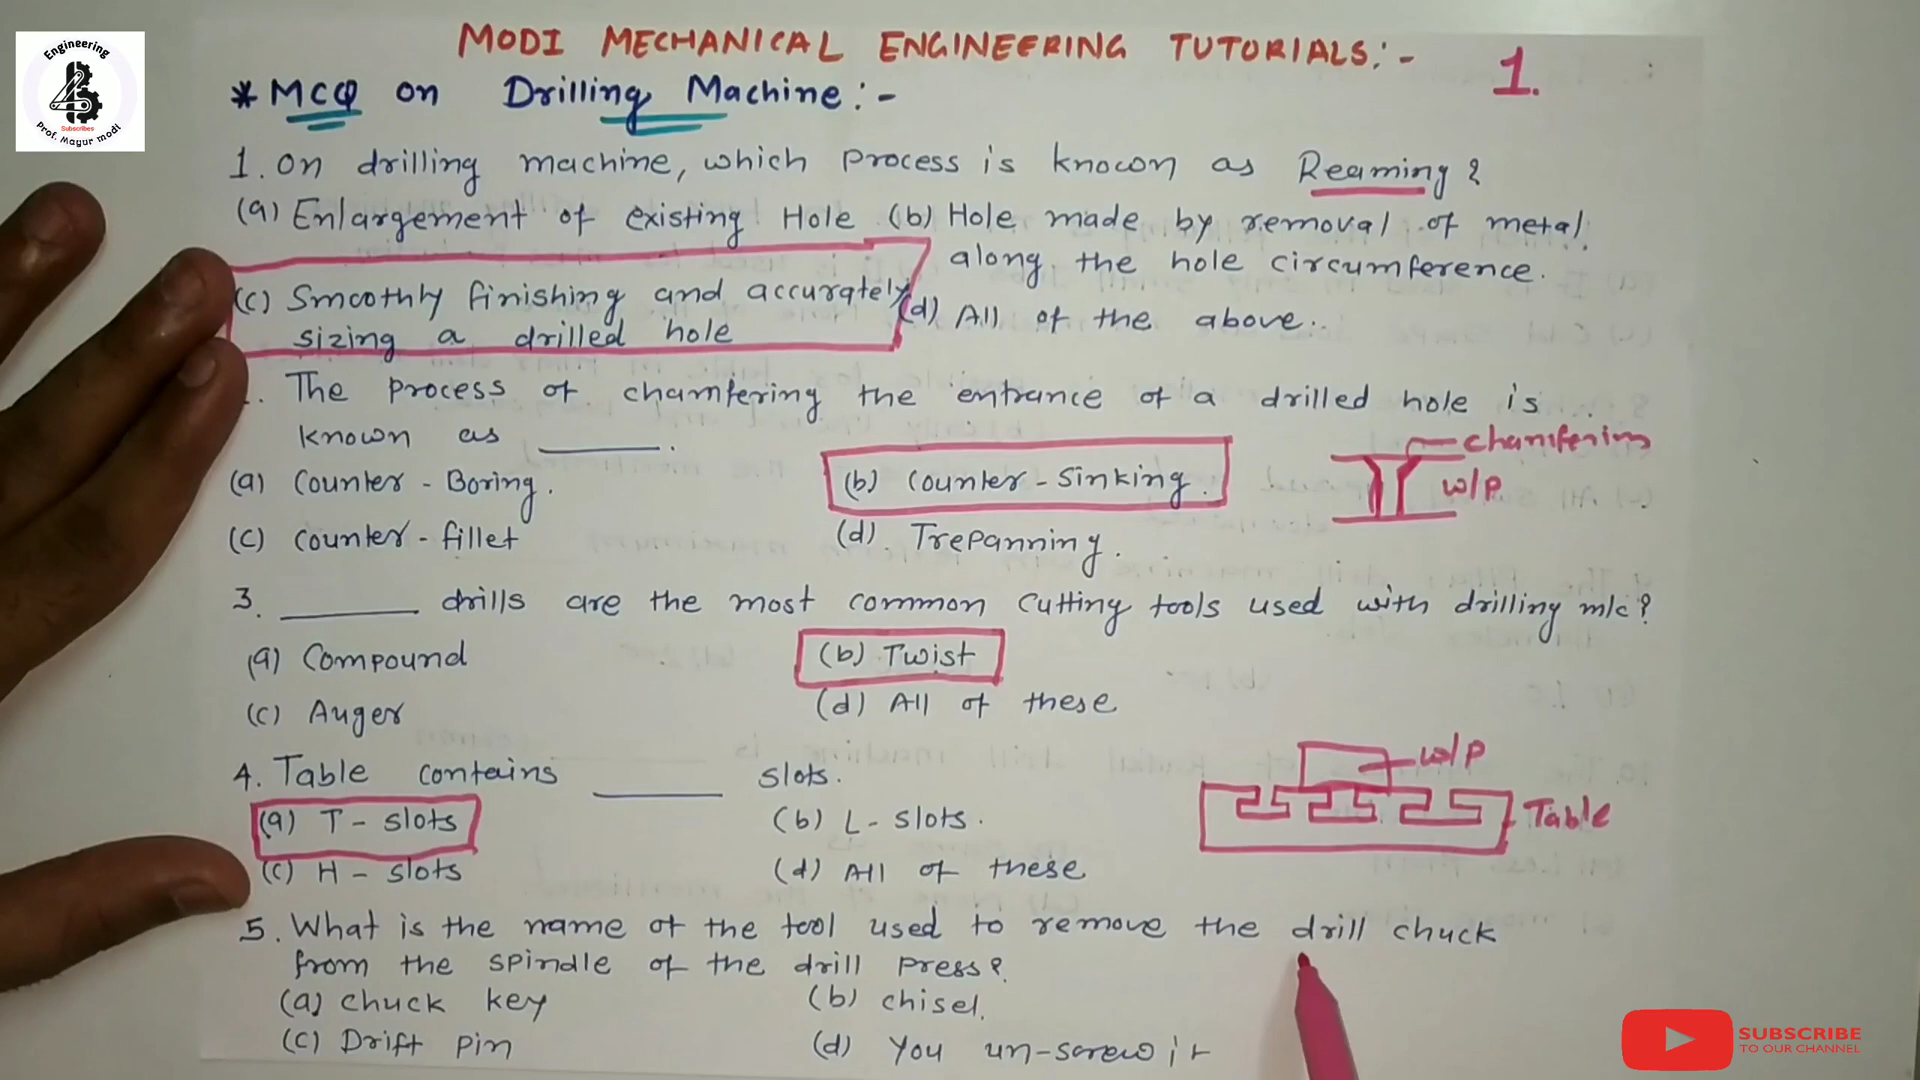 Engineering
Subscribes
Prof. Mayur modi
MODI MECHANICAL ENGINEERING TUTORIALS:-
1.
* MCQ on Drilling Machine:-
1. On drilling machine, which process is known as Reaming?
(a) Enlargement of existing Hole (b) Hole made by removal of metal along the hole circumference.
(c) Smoothly finishing and accurately sizing a drilled hole
(d) All of the above.
. The process of chamfering the entrance of a drilled hole is
known as ______.
chamfering
W/P
(a) Counter-Boring.
(b) Counter-Sinking.
(c) Counter-fillet
(d). Trepanning.
3. ______ drills are the most common cutting tools used with drilling m/c?
(a) Compound
(b) Twist
(c) Auger
(d) All of these
4. Table contains ______ slots.
W/P
Table
(a) T-slots
(b) L-slots.
(c) H-slots
(d) All of these
5. What is the name of the tool used to remove the drill chuck
from the spindle of the drill press?
(a) chuck key
(b) chisel.
(c) Drift pin
(d) You un-screw it
SUBSCRIBE
TO OUR CHANNEL